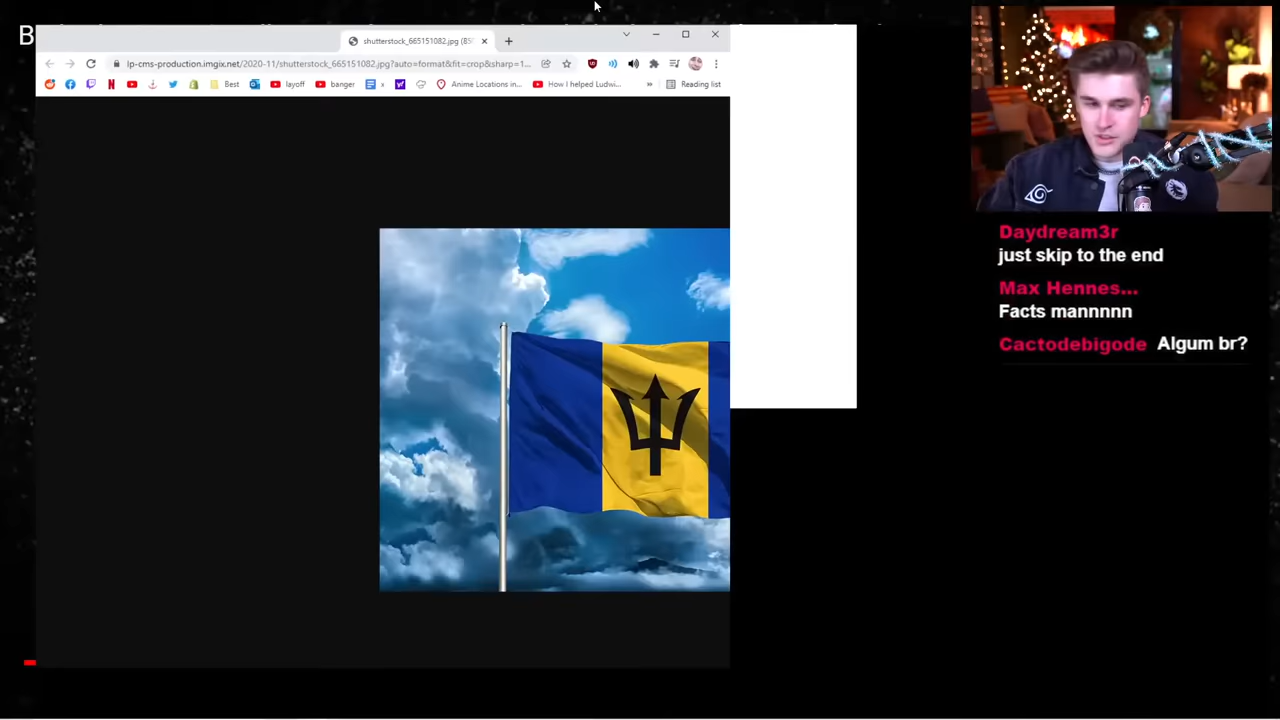 B
shutterstock_665151082.jpg (85
lp-cms-production.imgix.net/2020-11/shutterstock_665151082.jpg?auto=format&fit=crop&sharp=1...
Best
layoff
banger
x
Anime Locations in...
How I helped Ludwi...
»
Reading list
Daydream3r
just skip to the end
Max Hennes...
Facts mannnnn
Cactodebigode Algum br?